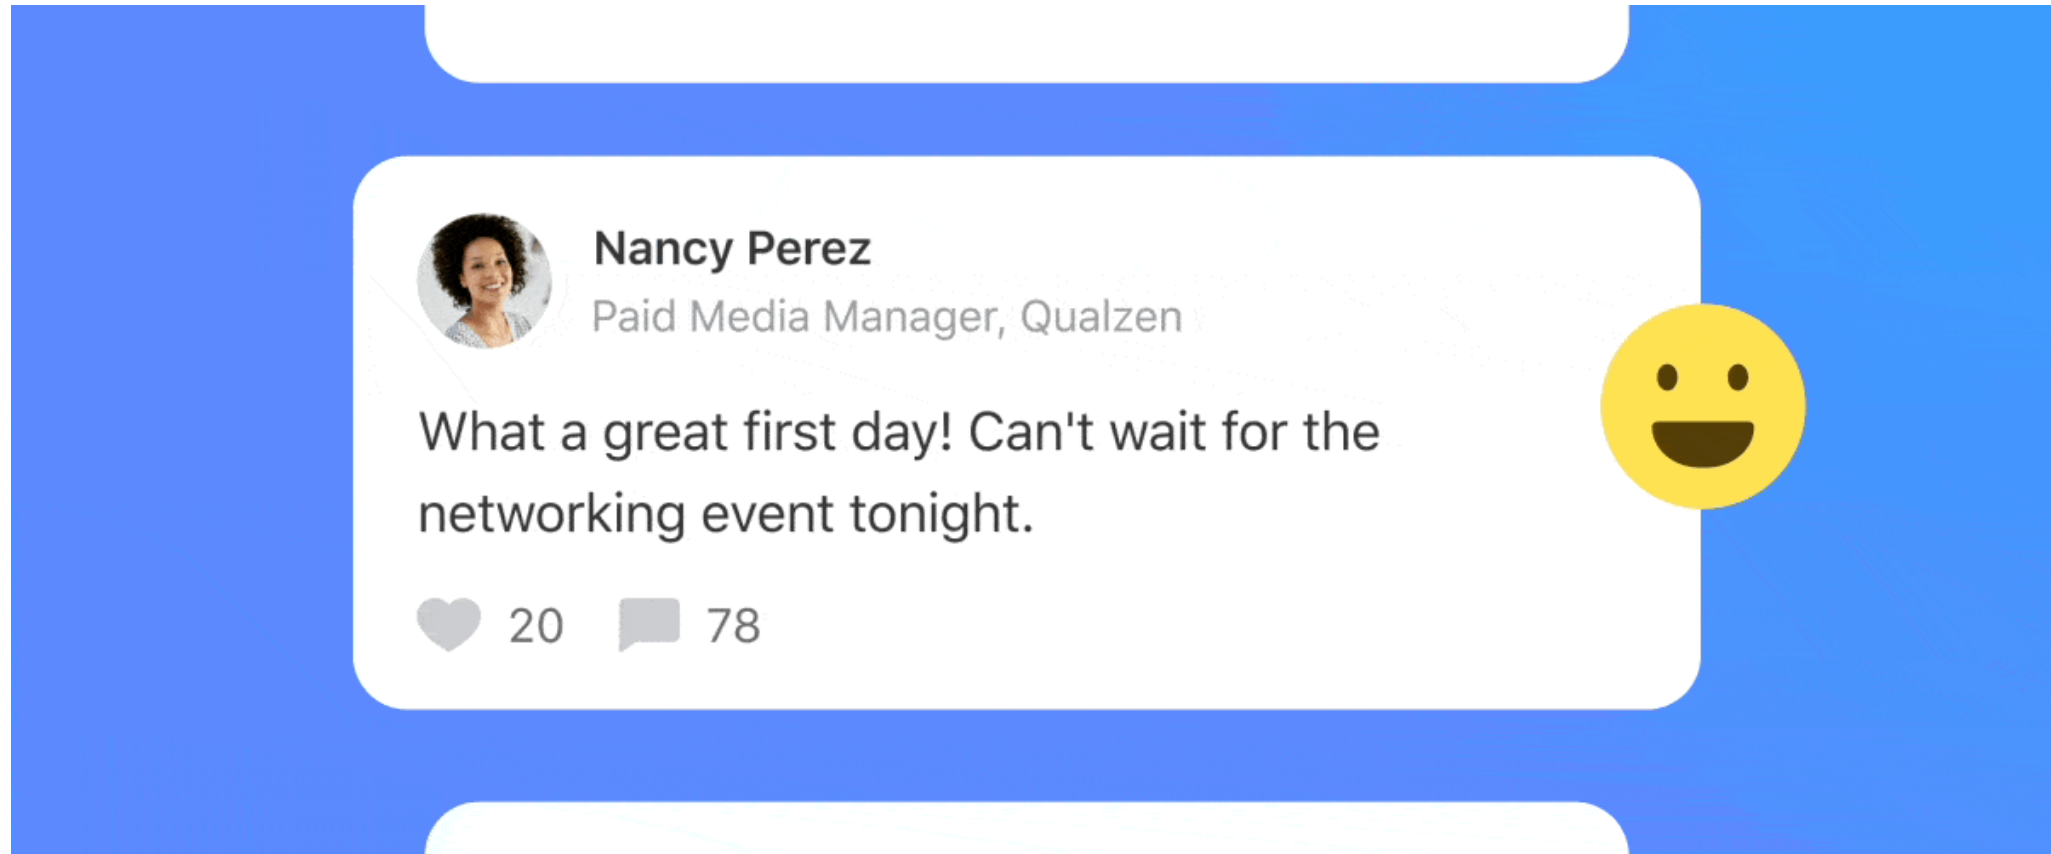 Nancy Perez
Paid Media Manager, Qualzen
What a great first day! Can't wait for the
networking event tonight.
20 78